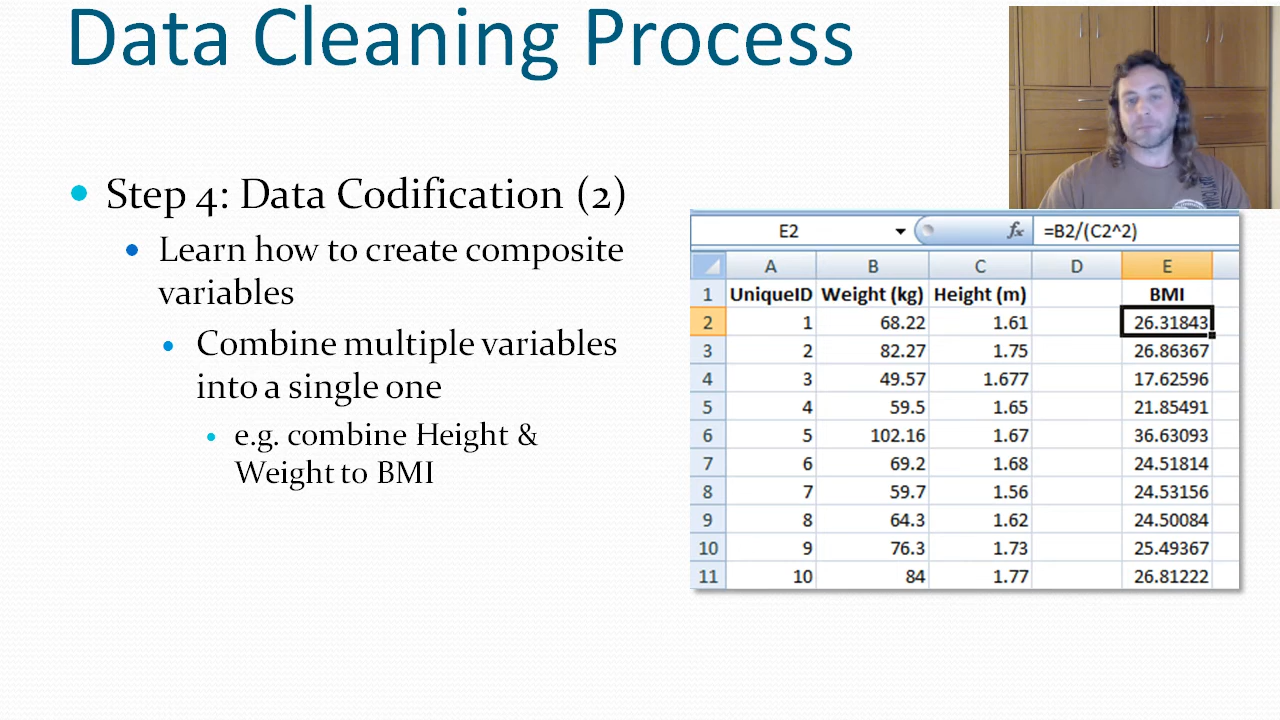 Data Cleaning Process
Step 4: Data Codification (2)
Learn how to create composite
variables
Combine multiple variables
into a single one
e.g. combine Height &
Weight to BMI
E2 fx =B2/(C2^2)
A B C D E
1 UniqueID Weight (kg) Height (m) BMI
2 1 68.22 1.61 26.31843
3 2 82.27 1.75 26.86367
4 3 49.57 1.677 17.62596
5 4 59.5 1.65 21.85491
6 5 102.16 1.67 36.63093
7 6 69.2 1.68 24.51814
8 7 59.7 1.56 24.53156
9 8 64.3 1.62 24.50084
10 9 76.3 1.73 25.49367
11 10 84 1.77 26.81222